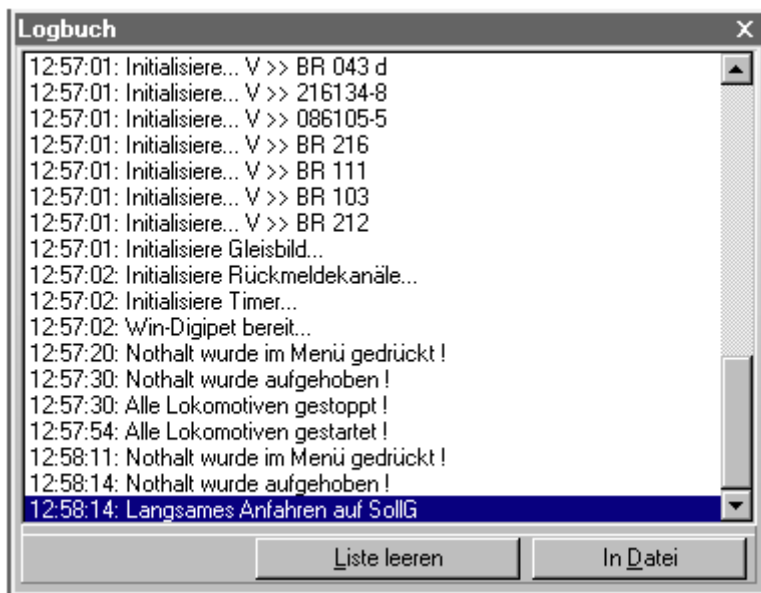 Logbuch X
12:57:01: Initialisiere... V >> BR 043 d
12:57:01: Initialisiere... V >> 216134-8
12:57:01: Initialisiere... V >> 086105-5
12:57:01: Initialisiere... V >> BR 216
12:57:01: Initialisiere... V >> BR 111
12:57:01: Initialisiere... V >> BR 103
12:57:01: Initialisiere... V >> BR 212
12:57:01: Initialisiere Gleisbild...
12:57:02: Initialisiere Rückmeldekanäle...
12:57:02: Initialisiere Timer...
12:57:02: Win-Digipet bereit...
12:57:20: Nothalt wurde im Menü gedrückt !
12:57:30: Nothalt wurde aufgehoben !
12:57:30: Alle Lokomotiven gestoppt !
12:57:54: Alle Lokomotiven gestartet !
12:58:11: Nothalt wurde im Menü gedrückt !
12:58:14: Nothalt wurde aufgehoben !
12:58:14: Langsames Anfahren auf SollG
Liste leeren In Datei